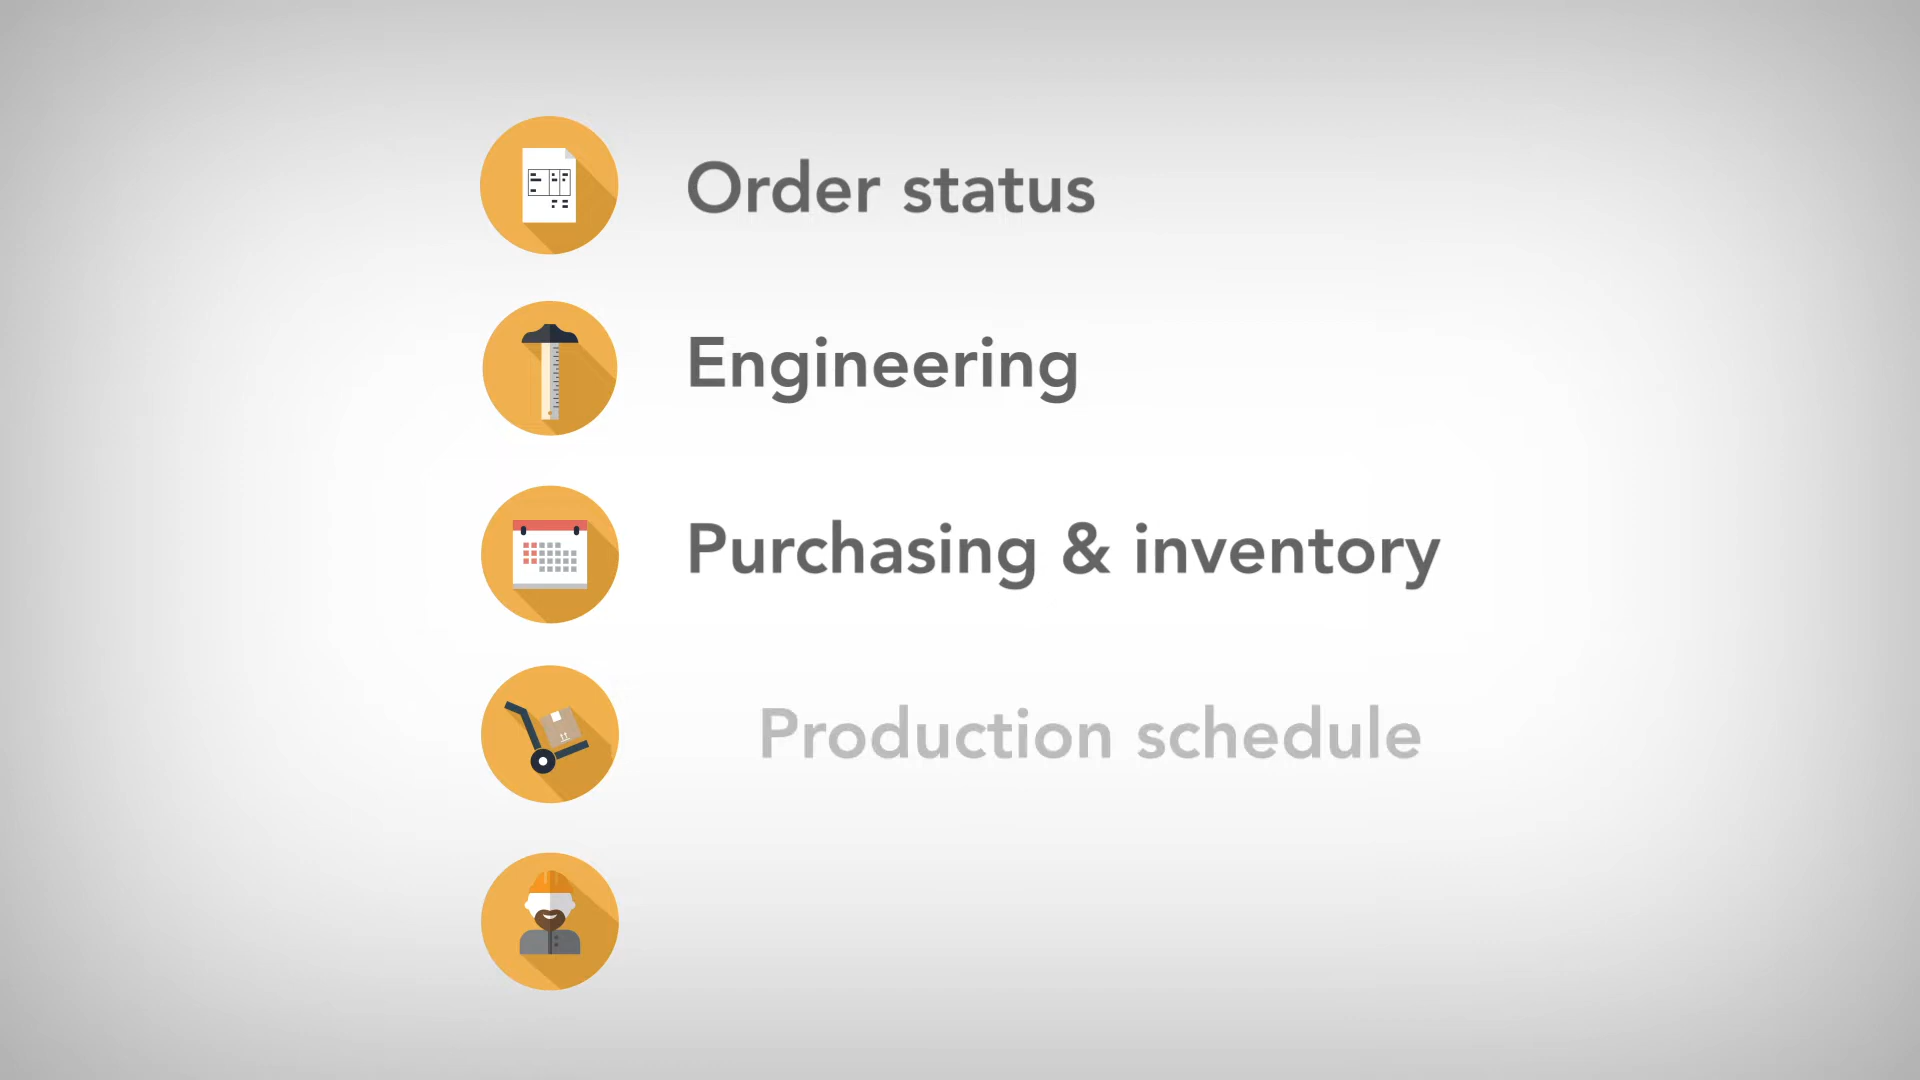 Order status
Engineering
Purchasing & inventory
Production schedule